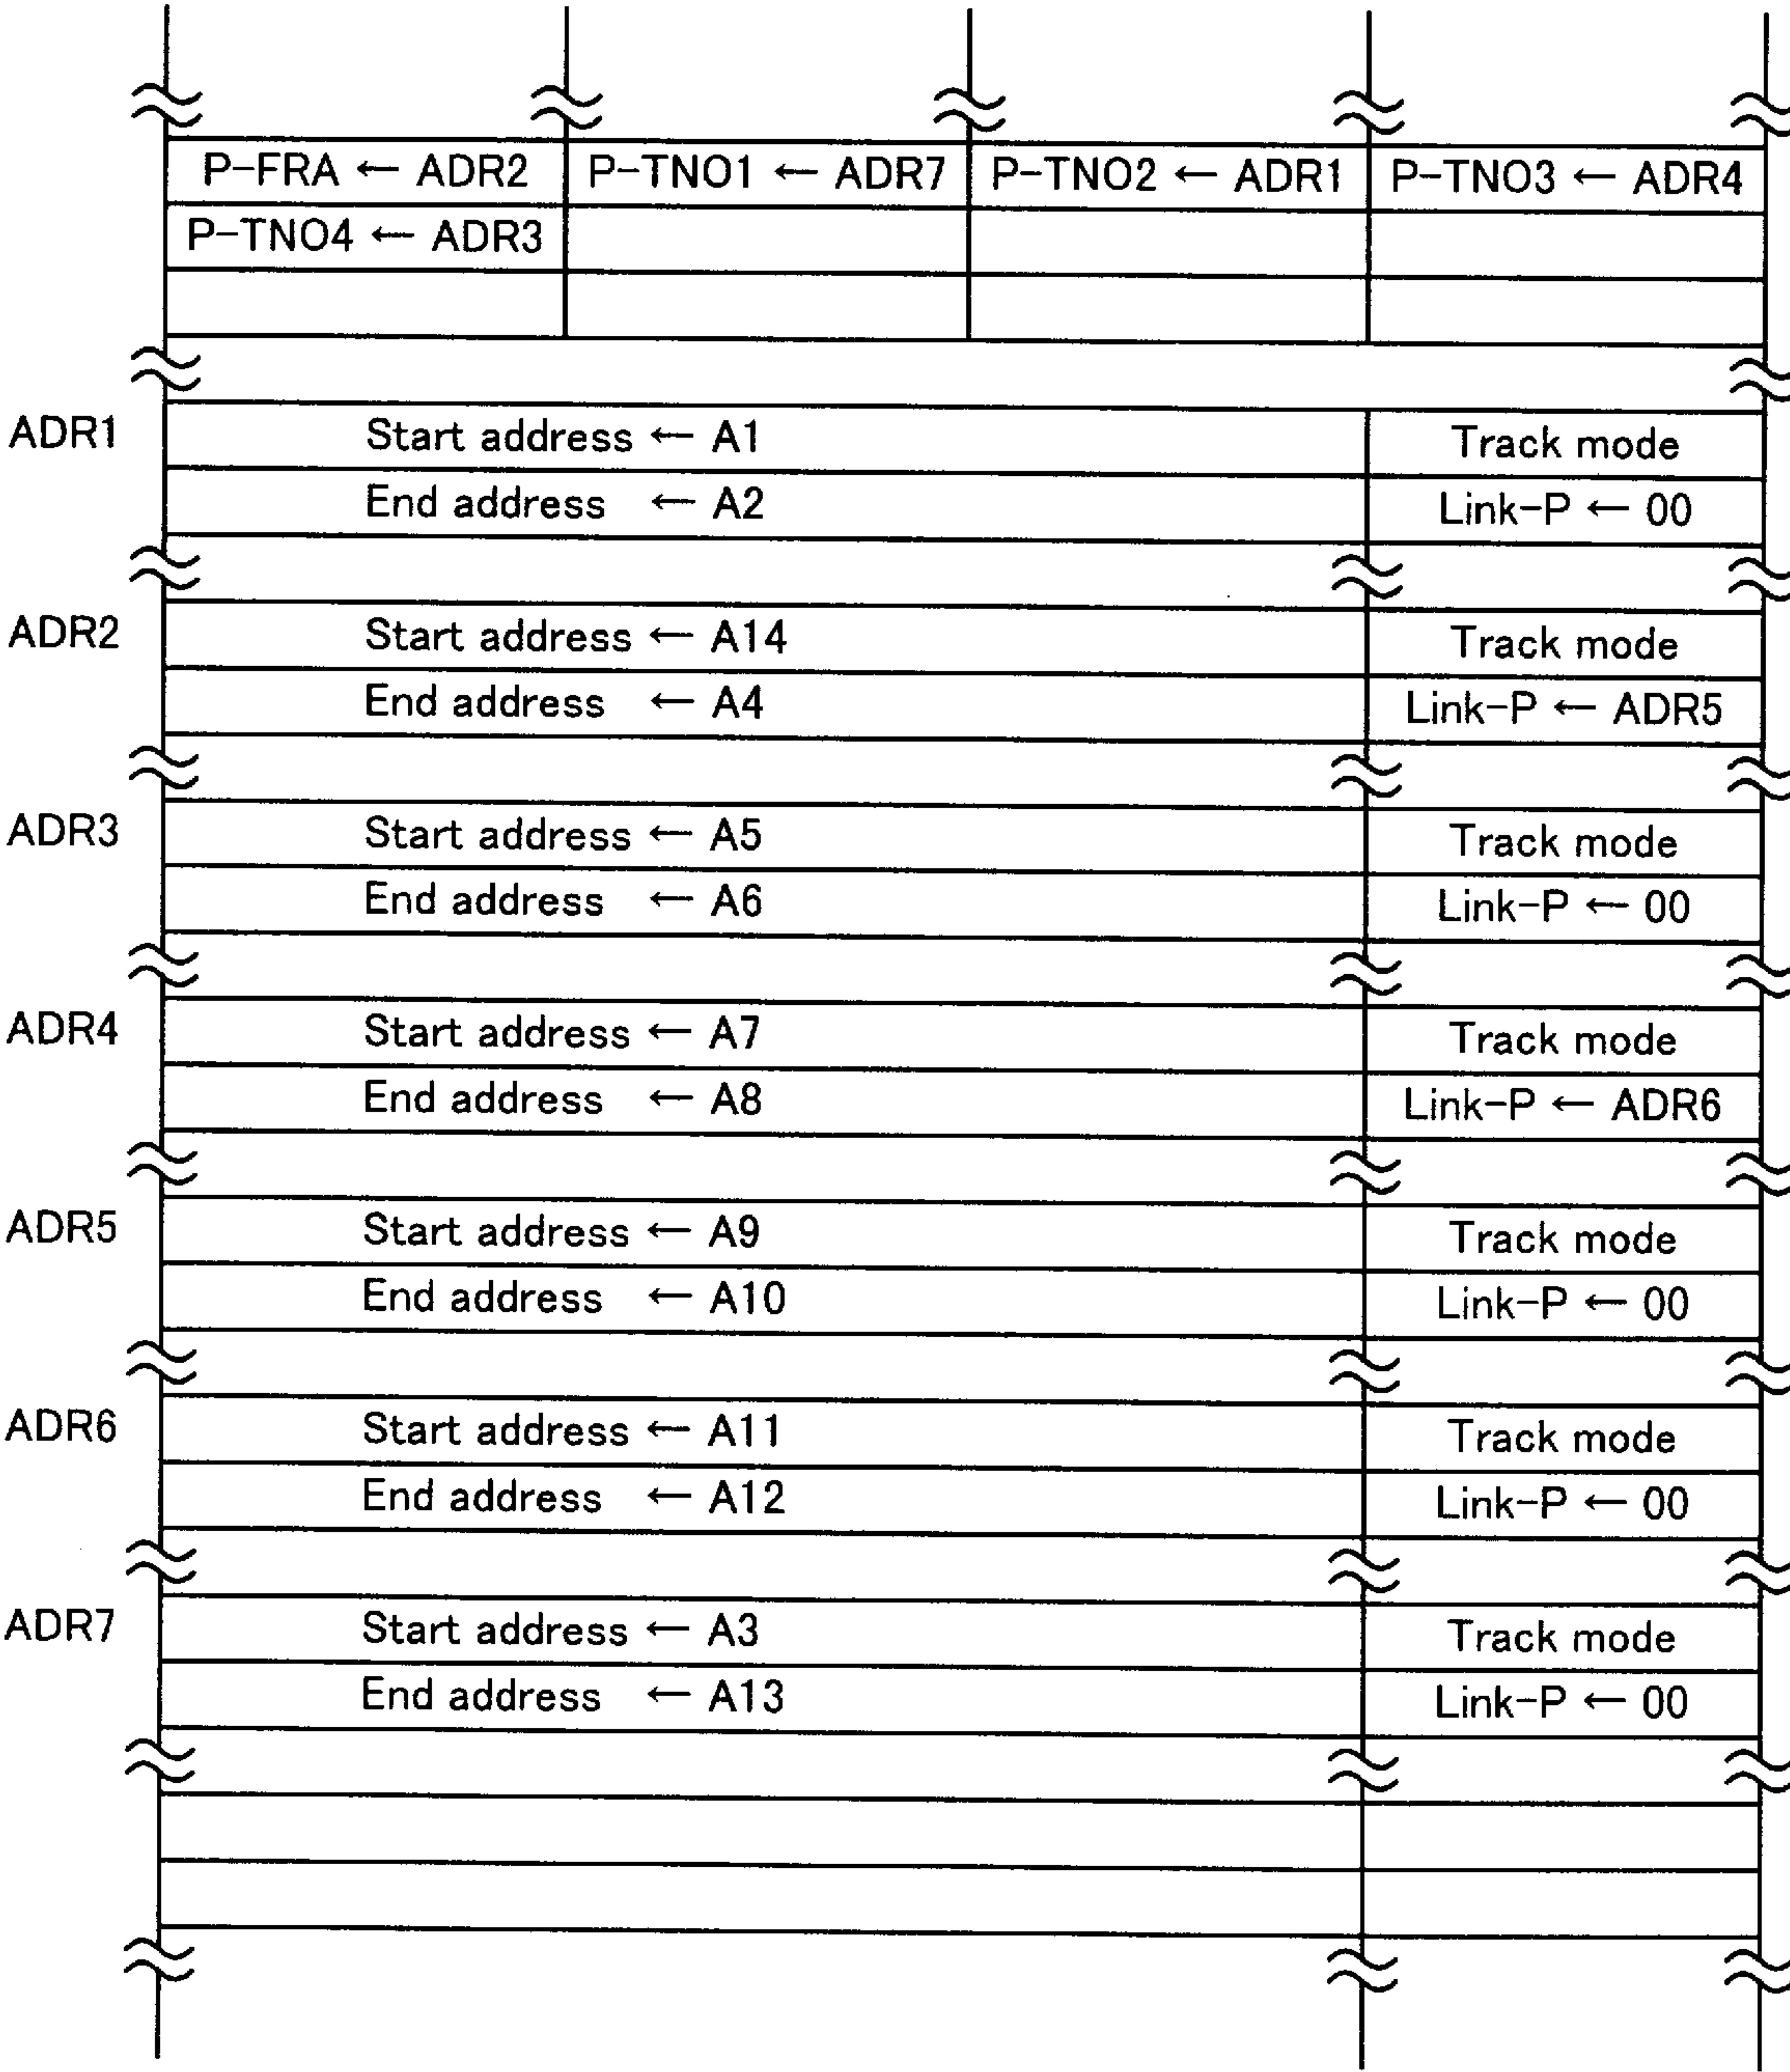 P-FRA ← ADR2 P-TNO1 ← ADR7 P-TNO2 ← ADR1 P-TNO3 ← ADR4
P-TNO4 ← ADR3
ADR1 Start address ← A1 Track mode
End address ← A2 Link-P ← 00
ADR2 Start address ← A14 Track mode
End address ← A4 Link-P ← ADR5
ADR3 Start address ← A5 Track mode
End address ← A6 Link-P ← 00
ADR4 Start address ← A7 Track mode
End address ← A8 Link-P ← ADR6
ADR5 Start address ← A9 Track mode
End address ← A10 Link-P ← 00
ADR6 Start address ← A11 Track mode
End address ← A12 Link-P ← 00
ADR7 Start address ← A3 Track mode
End address ← A13 Link-P ← 00